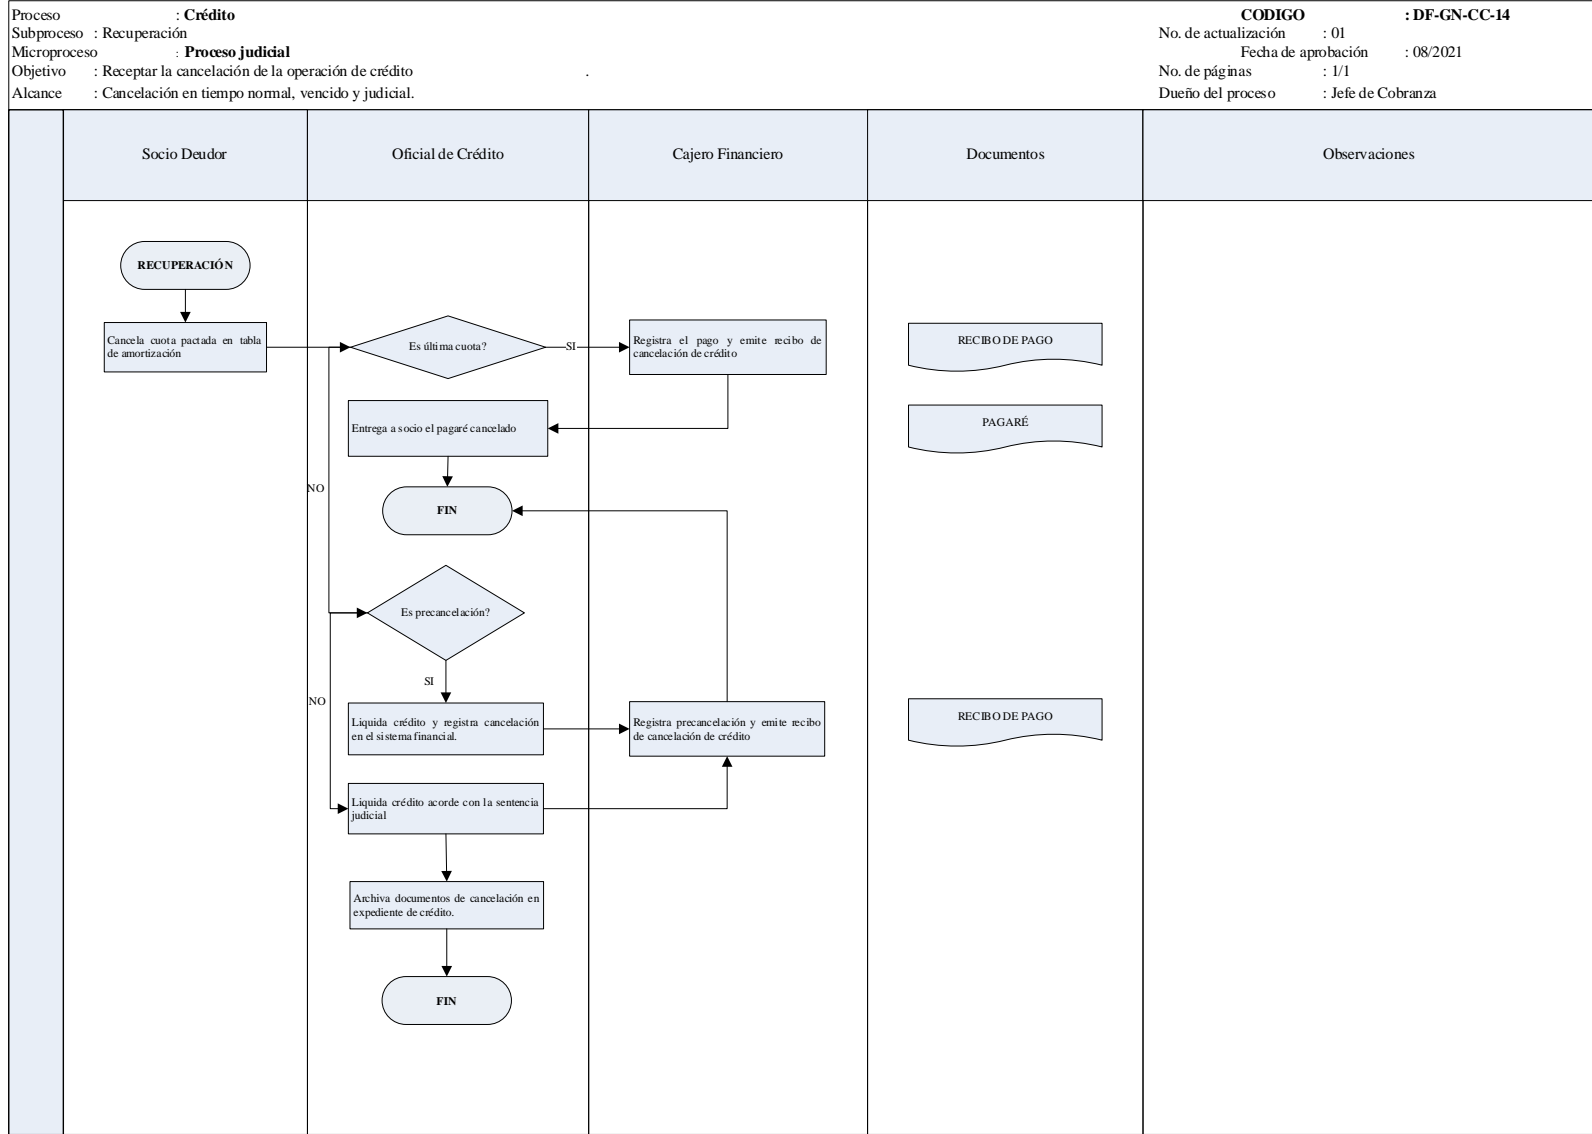 Proceso : Crédito
Subproceso : Recuperación
Microproceso : Proceso judicial
Objetivo : Receptar la cancelación de la operación de crédito .
Alcance : Cancelación en tiempo normal, vencido y judicial.
CODIGO : DF-GN-CC-14
No. de actualización : 01
Fecha de aprobación : 08/2021
No. de páginas : 1/1
Dueño del proceso : Jefe de Cobranza
Socio Deudor
Oficial de Crédito
Cajero Financiero
Documentos
Observaciones
RECUPERACIÓN
Cancela cuota pactada en tabla
de amortización
Es última cuota?
SI
Registra el pago y emite recibo de
cancelación de crédito
RECIBO DE PAGO
Entrega a socio el pagaré cancelado
PAGARÉ
NO
FIN
Es precancelación?
SI
NO
Liquida crédito y registra cancelación
en el sistema financial.
Registra precancelación y emite recibo
de cancelación de crédito
RECIBO DE PAGO
Liquida crédito acorde con la sentencia
judicial
Archiva documentos de cancelación en
expediente de crédito.
FIN